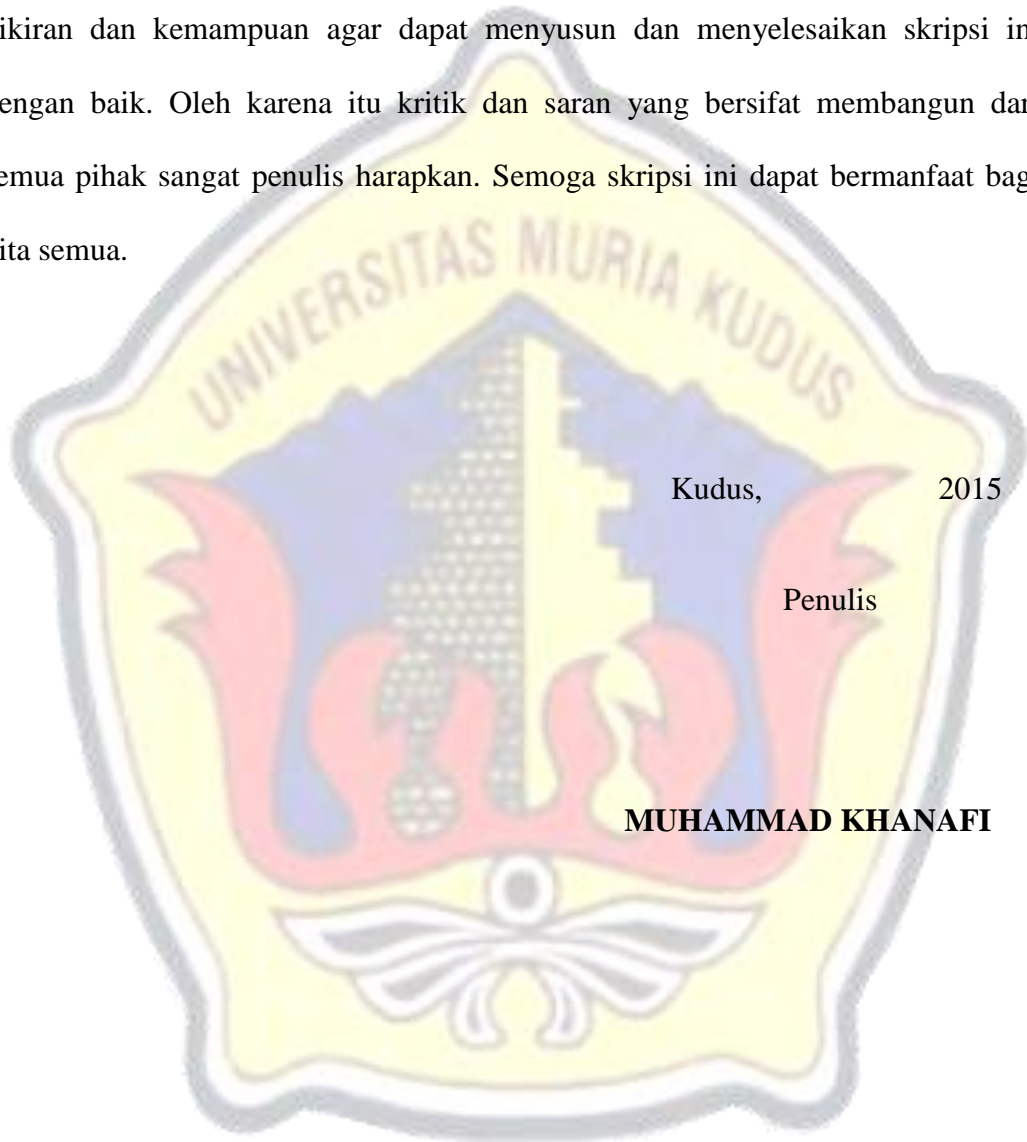 ikiran dan kemampuan agar dapat menyusun dan menyelesaikan skripsi in
engan baik. Oleh karena itu kritik dan saran yang bersifat membangun dar
emua pihak sangat penulis harapkan. Semoga skripsi ini dapat bermanfaat bag
ita semua.
UNIVERSITAS MURIA KUDUS
Kudus, 2015
Penulis
MUHAMMAD KHANAFI